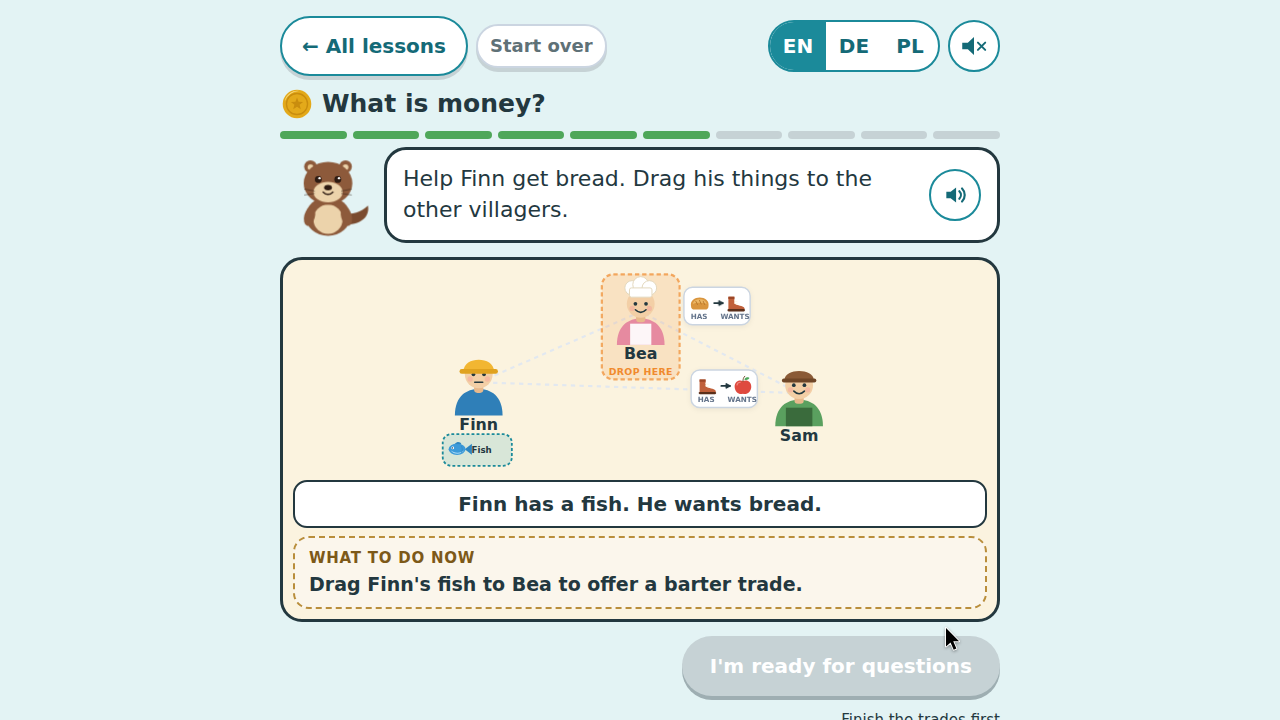 ← All lessons
Start over
EN DE PL
What is money?
Help Finn get bread. Drag his things to the
other villagers.
HAS WANTS
Bea
DROP HERE
HAS WANTS
Finn
Sam
Fish
Finn has a fish. He wants bread.
WHAT TO DO NOW
Drag Finn's fish to Bea to offer a barter trade.
I'm ready for questions
Finish the trades first